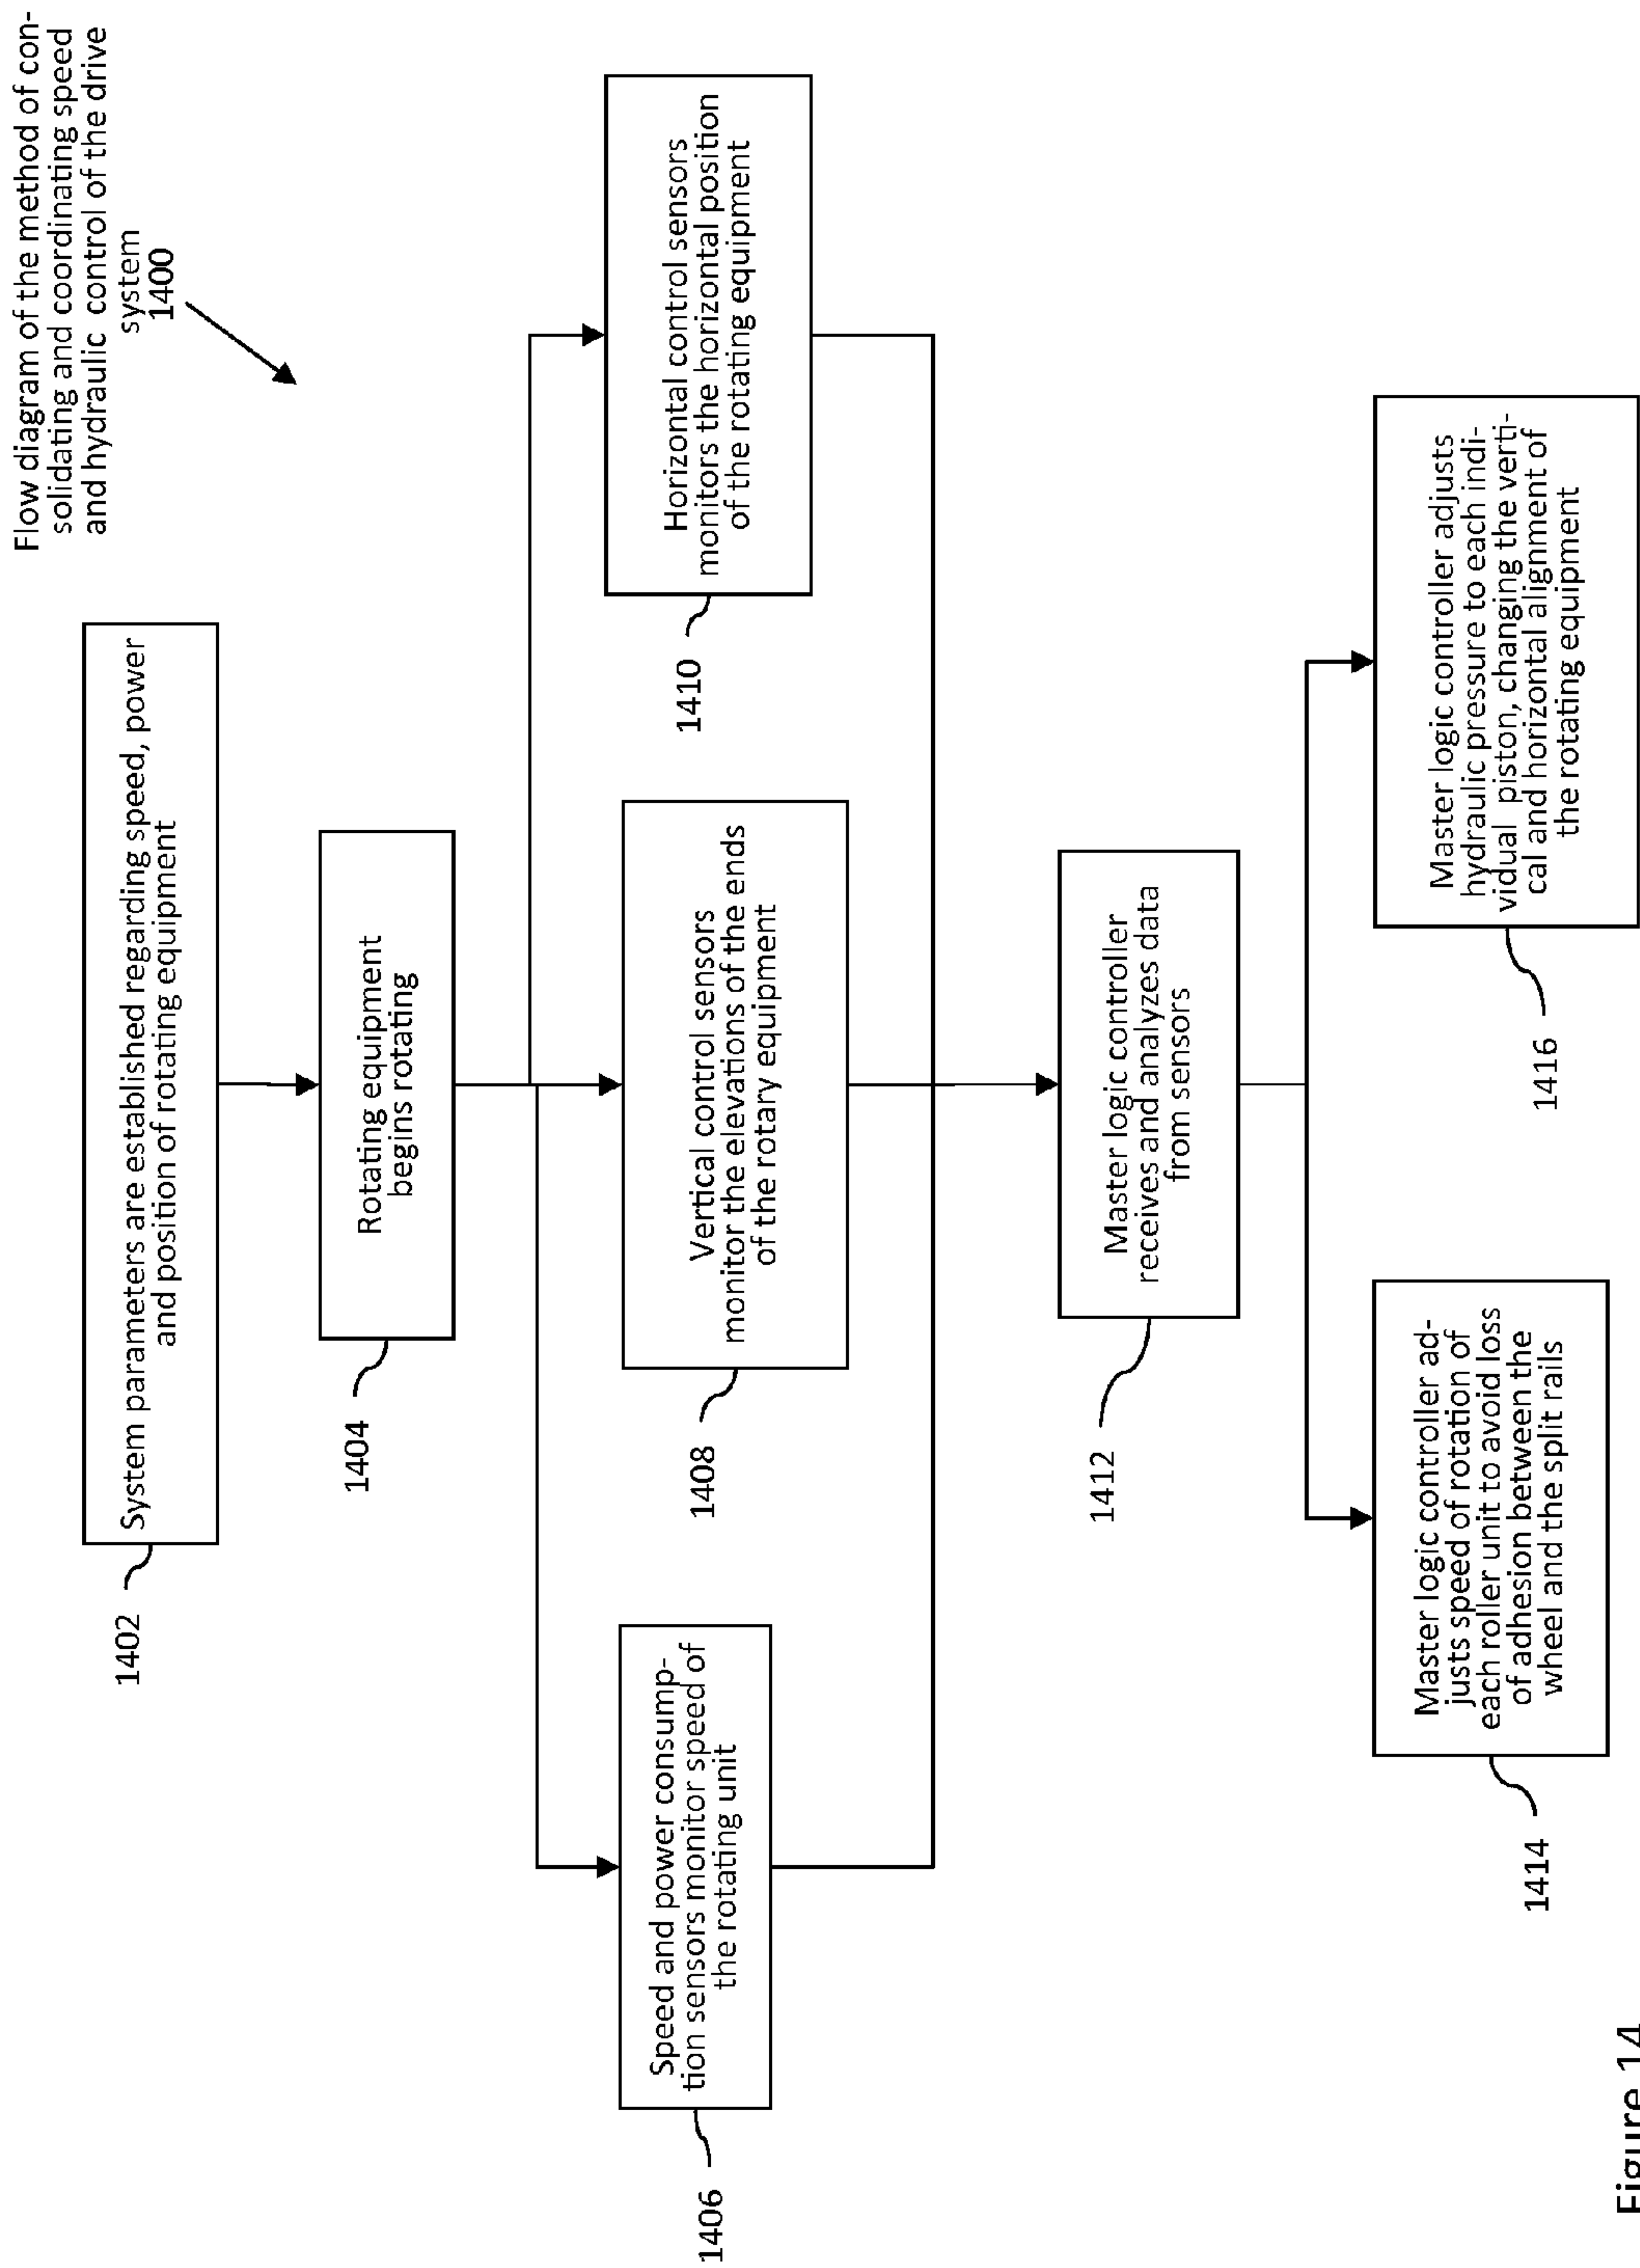 Flow diagram of the method of con-
solidating and coordinating speed
and hydraulic control of the drive
system
1400
System parameters are established regarding speed, power
and position of rotating equipment
1402
Rotating equipment
begins rotating
1404
Speed and power consump-
tion sensors monitor speed of
the rotating unit
1406
Vertical control sensors
monitor the elevations of the ends
of the rotary equipment
1408
Horizontal control sensors
monitors the horizontal position
of the rotating equipment
1410
Master logic controller
receives and analyzes data
from sensors
1412
Master logic controller ad-
justs speed of rotation of
each roller unit to avoid loss
of adhesion between the
wheel and the split rails
1414
Master logic controller adjusts
hydraulic pressure to each indi-
vidual piston, changing the verti-
cal and horizontal alignment of
the rotating equipment
1416
Figure 14